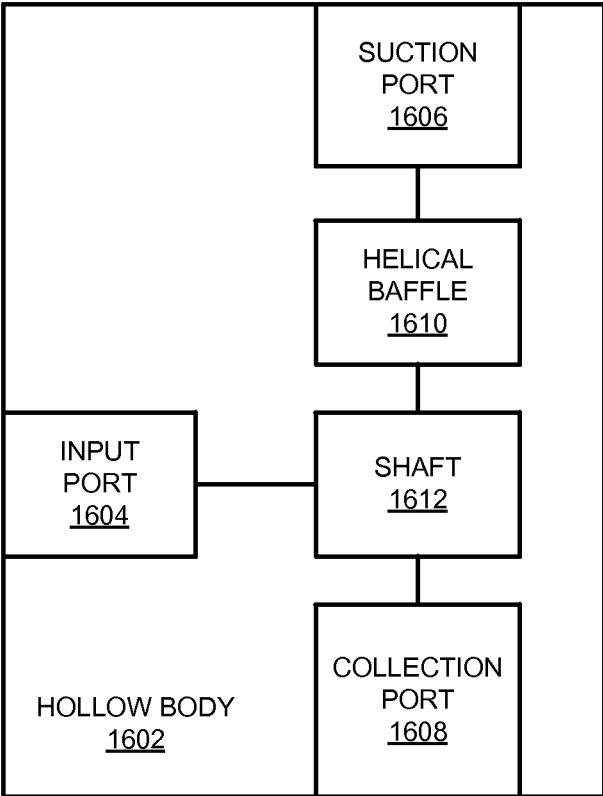 SUCTION
PORT
1606
HELICAL
BAFFLE
1610
INPUT
PORT
1604
SHAFT
1612
COLLECTION
PORT
1608
HOLLOW BODY
1602